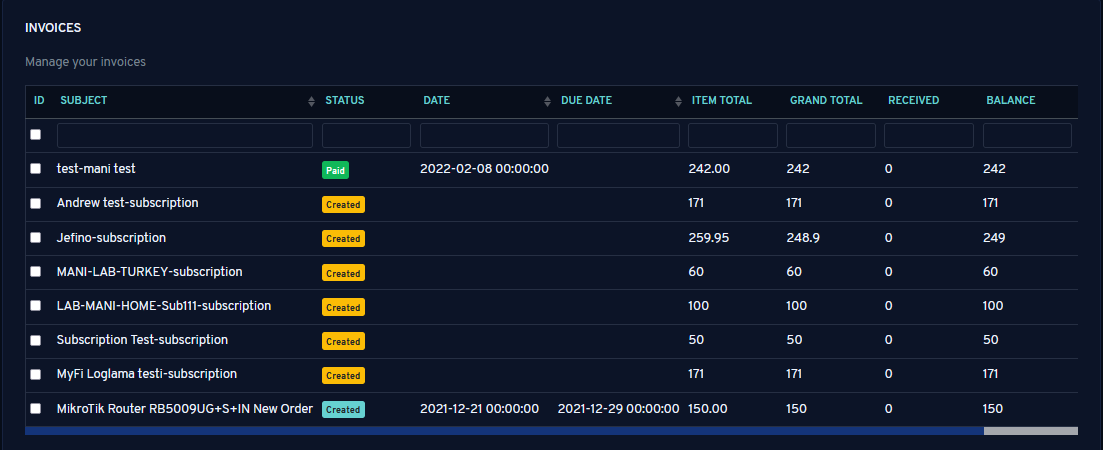 INVOICES
Manage your invoices
ID SUBJECT STATUS DATE DUE DATE ITEM TOTAL GRAND TOTAL RECEIVED BALANCE
test-mani test Paid 2022-02-08 00:00:00 242.00 242 0 242
Andrew test-subscription Created 171 171 0 171
Jefino-subscription Created 259.95 248.9 0 249
MANI-LAB-TURKEY-subscription Created 60 60 0 60
LAB-MANI-HOME-Sub111-subscription Created 100 100 0 100
Subscription Test-subscription Created 50 50 0 50
MyFi Loglama testi-subscription Created 171 171 0 171
MikroTik Router RB5009UG+S+IN New Order Created 2021-12-21 00:00:00 2021-12-29 00:00:00 150.00 150 0 150